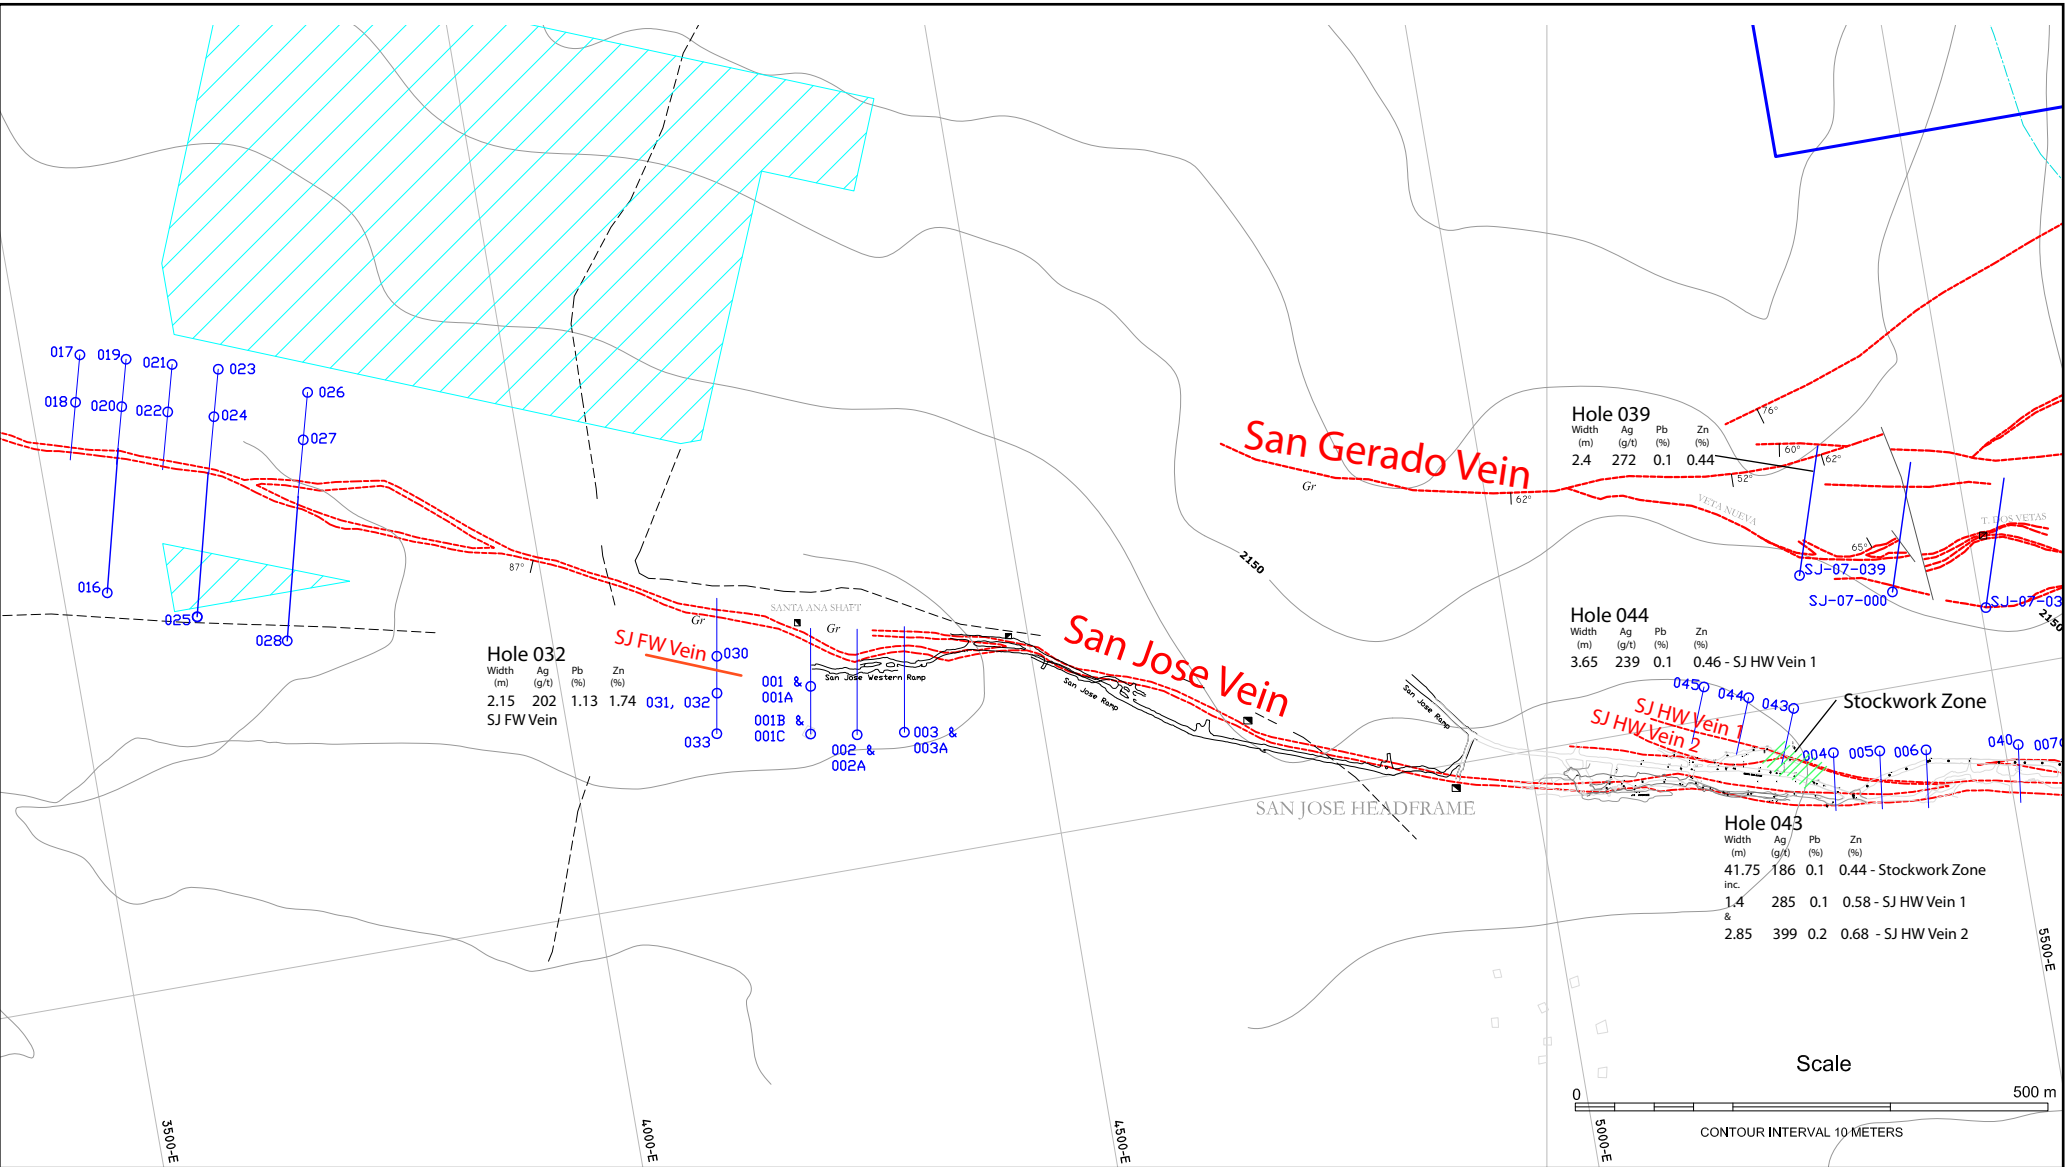 017
019
021
023
026
018
020
022
024
027
016
025
028
87°
San Gerado Vein
Gr
62°
52°
62°
60°
76°
65°
VETA NUEVA
T. DOS VETAS
Hole 039
Width Ag Pb Zn
(m) (g/t) (%) (%)
2.4 272 0.1 0.44
SJ-07-039
SJ-07-000
SJ-07-03
2150
2150
SANTA ANA SHAFT
Gr
Gr
SJ FW Vein
030
031, 032
033
Hole 032
Width Ag Pb Zn
(m) (g/t) (%) (%)
2.15 202 1.13 1.74
SJ FW Vein
001 &
001A
001B &
001C
002 &
002A
003 &
003A
San Jose Western Ramp
San Jose Vein
San Jose Ramp
San Jose Ramp
SAN JOSE HEADFRAME
Hole 044
Width Ag Pb Zn
(m) (g/t) (%) (%)
3.65 239 0.1 0.46 - SJ HW Vein 1
045
044
043
SJ HW Vein 1
SJ HW Vein 2
Stockwork Zone
004
005
006
040
007
Hole 043
Width Ag Pb Zn
(m) (g/t) (%) (%)
41.75 186 0.1 0.44 - Stockwork Zone
inc.
1.4 285 0.1 0.58 - SJ HW Vein 1
&
2.85 399 0.2 0.68 - SJ HW Vein 2
3500-E
4000-E
4500-E
5000-E
5500-E
Scale
0 500 m
CONTOUR INTERVAL 10 METERS